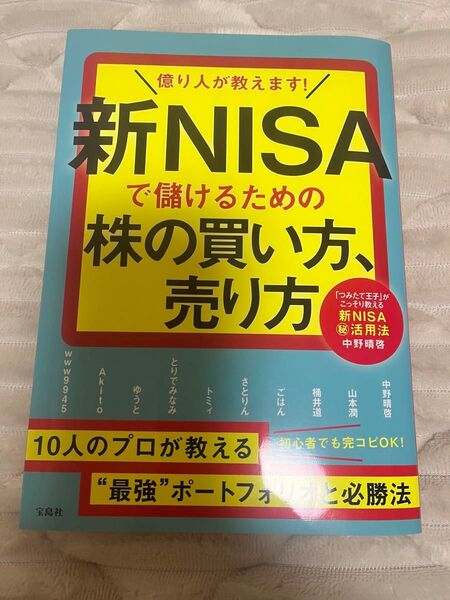 億り人が教えます！
新NISA
で儲けるための
株の買い方、
売り方
「つみたて王子」が
こっそり教える
新NISA
㊙活用法
中野晴啓
中野晴啓
山本潤
桶井道
ごはん
さとりん
トミィ
とりでみなみ
ゆうと
Akito
www9945
10人のプロが教える
初心者でも完コピOK！
“最強”ポートフォリオと必勝法
宝島社